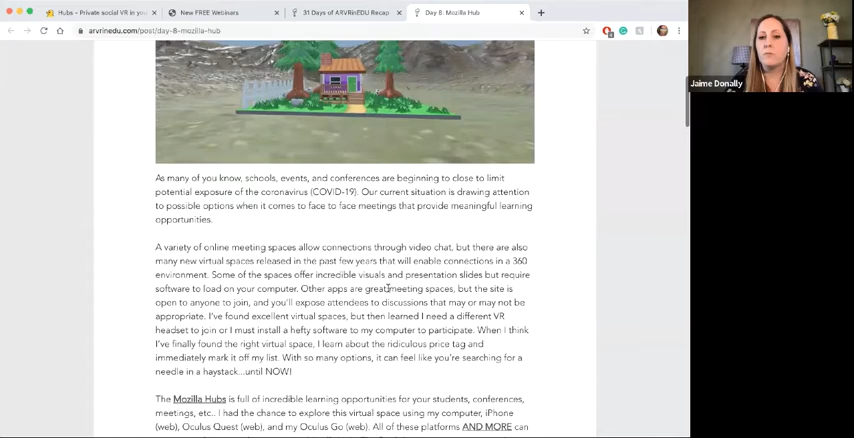 Hubs – Private social VR in you
New FREE Webinars
31 Days of ARVRinEDU Recap
Day 8: Mozilla Hub
arvrinedu.com/post/day-8-mozilla-hub
Jaime Donally
As many of you know, schools, events, and conferences are beginning to close to limit
potential exposure of the coronavirus (COVID-19). Our current situation is drawing attention
to possible options when it comes to face to face meetings that provide meaningful learning
opportunities.
A variety of online meeting spaces allow connections through video chat, but there are also
many new virtual spaces released in the past few years that will enable connections in a 360
environment. Some of the spaces offer incredible visuals and presentation slides but require
software to load on your computer. Other apps are great meeting spaces, but the site is
open to anyone to join, and you'll expose attendees to discussions that may or may not be
appropriate. I've found excellent virtual spaces, but then learned I need a different VR
headset to join or I must install a hefty software to my computer to participate. When I think
I've finally found the right virtual space, I learn about the ridiculous price tag and
immediately mark it off my list. With so many options, it can feel like you're searching for a
needle in a haystack...until NOW!
The Mozilla Hubs is full of incredible learning opportunities for your students, conferences,
meetings, etc.. I had the chance to explore this virtual space using my computer, iPhone
(web), Oculus Quest (web), and my Oculus Go (web). All of these platforms AND MORE can